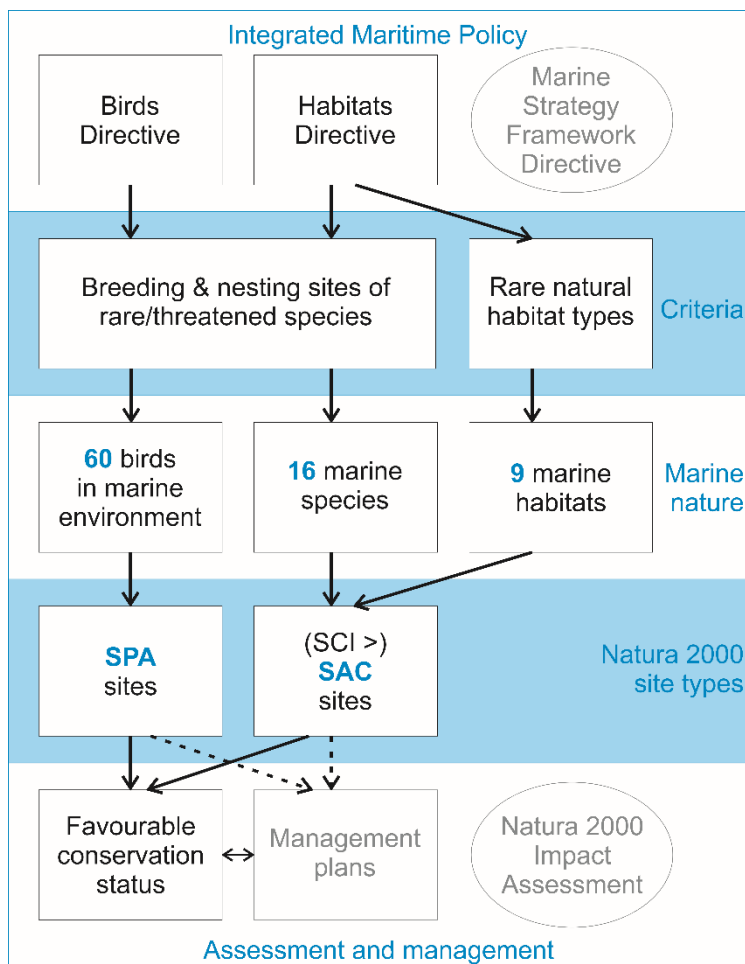 Integrated Maritime Policy
Birds
Directive
Habitats
Directive
Marine
Strategy
Framework
Directive
Breeding & nesting sites of
rare/threatened species
Rare natural
habitat types
Criteria
60 birds
in marine
environment
16 marine
species
9 marine
habitats
Marine
nature
SPA
sites
(SCI >)
SAC
sites
Natura 2000
site types
Favourable
conservation
status
Management
plans
Natura 2000
Impact
Assessment
Assessment and management